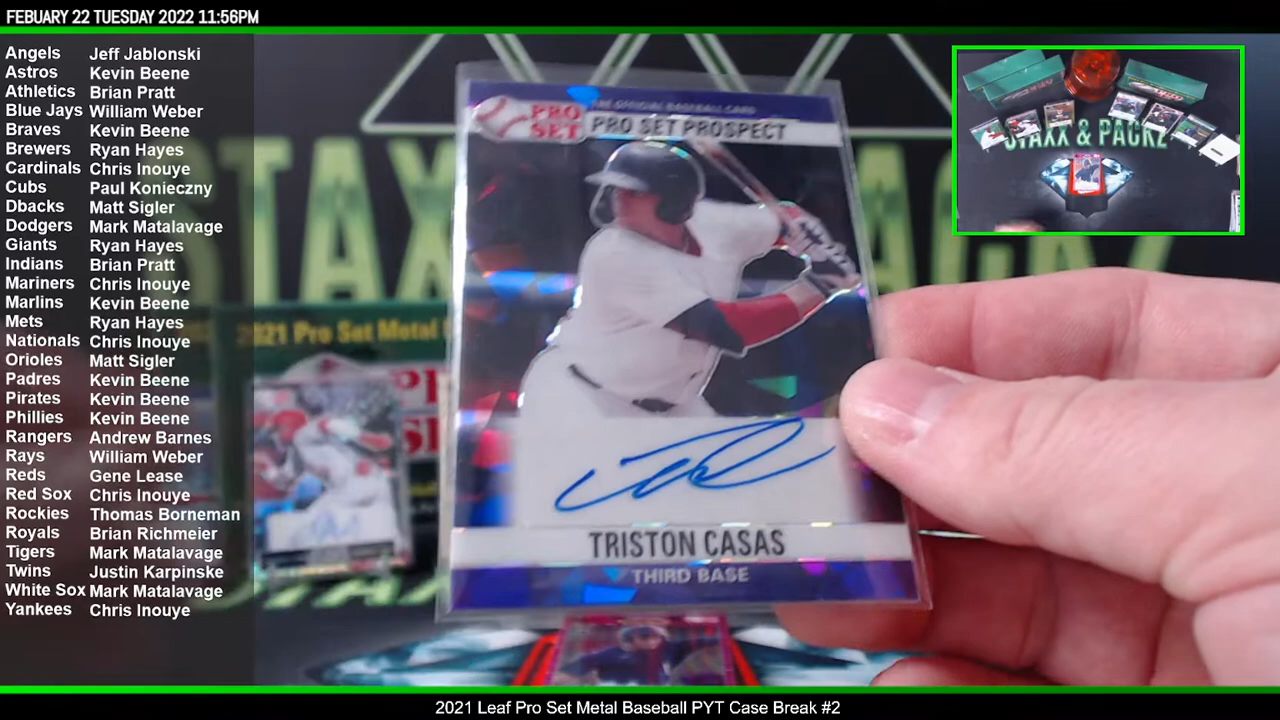 FEBUARY 22 TUESDAY 2022 11:56PM
Angels Jeff Jablonski
Astros Kevin Beene
Athletics Brian Pratt
Blue Jays William Weber
Braves Kevin Beene
Brewers Ryan Hayes
Cardinals Chris Inouye
Cubs Paul Konieczny
Dbacks Matt Sigler
Dodgers Mark Matalavage
Giants Ryan Hayes
Indians Brian Pratt
Mariners Chris Inouye
Marlins Kevin Beene
Mets Ryan Hayes
Nationals Chris Inouye
Orioles Matt Sigler
Padres Kevin Beene
Pirates Kevin Beene
Phillies Kevin Beene
Rangers Andrew Barnes
Rays William Weber
Reds Gene Lease
Red Sox Chris Inouye
Rockies Thomas Borneman
Royals Brian Richmeier
Tigers Mark Matalavage
Twins Justin Karpinske
White Sox Mark Matalavage
Yankees Chris Inouye
PRO SET
THE OFFICIAL BASEBALL CARD
PRO SET PROSPECT
TRISTON CASAS
THIRD BASE
2021 Pro Set Metal
STAXX & PACKZ
2021 Leaf Pro Set Metal Baseball PYT Case Break #2